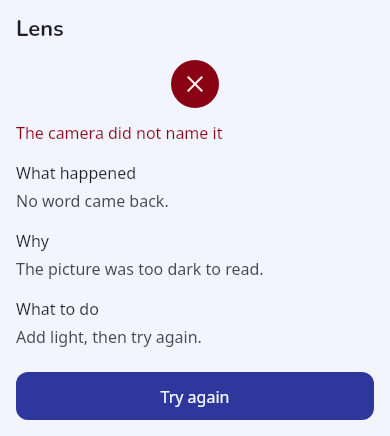 Lens
The camera did not name it
What happened
No word came back.
Why
The picture was too dark to read.
What to do
Add light, then try again.
Try again